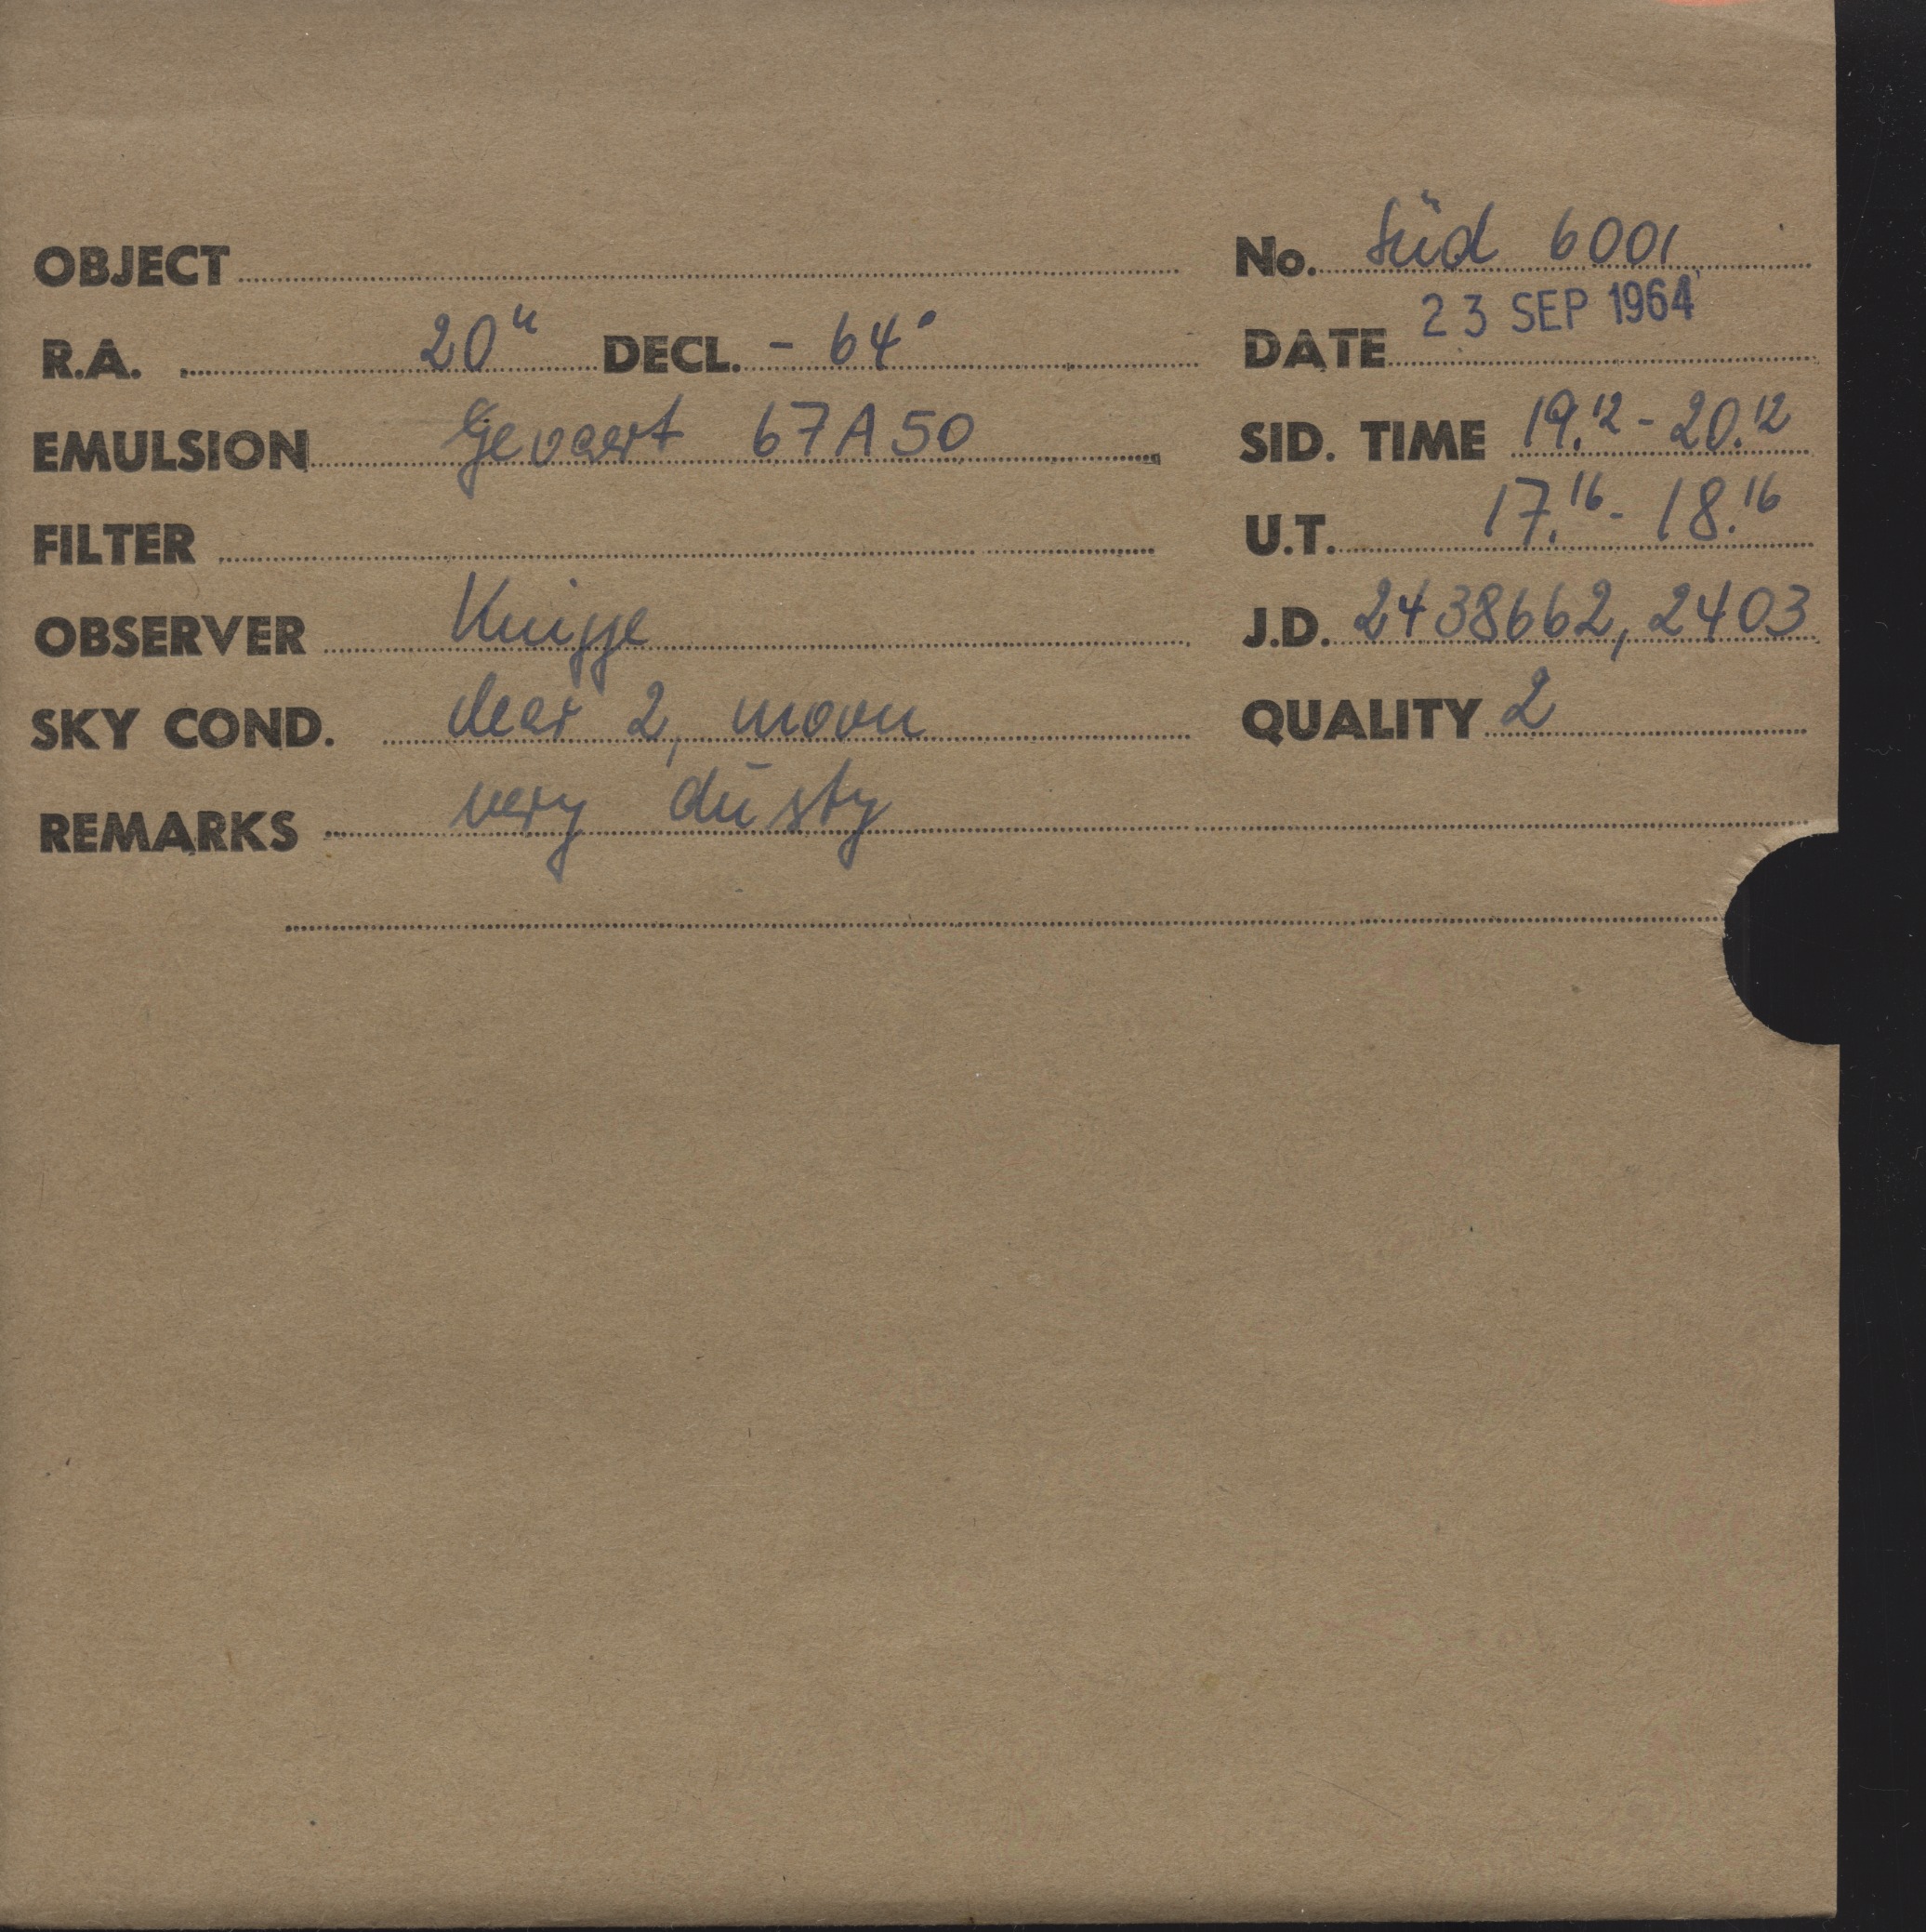 OBJECT
No. Süd 6001
23 SEP 1964
R.A. 20h DECL. - 64°
DATE
EMULSION Gevaert 67A50
SID. TIME 19.12 - 20.12
FILTER
U.T. 17.16 - 18.16
OBSERVER Knigge
J.D. 2438662,2403
SKY COND. clear 2, moon
QUALITY 2
REMARKS very dusty